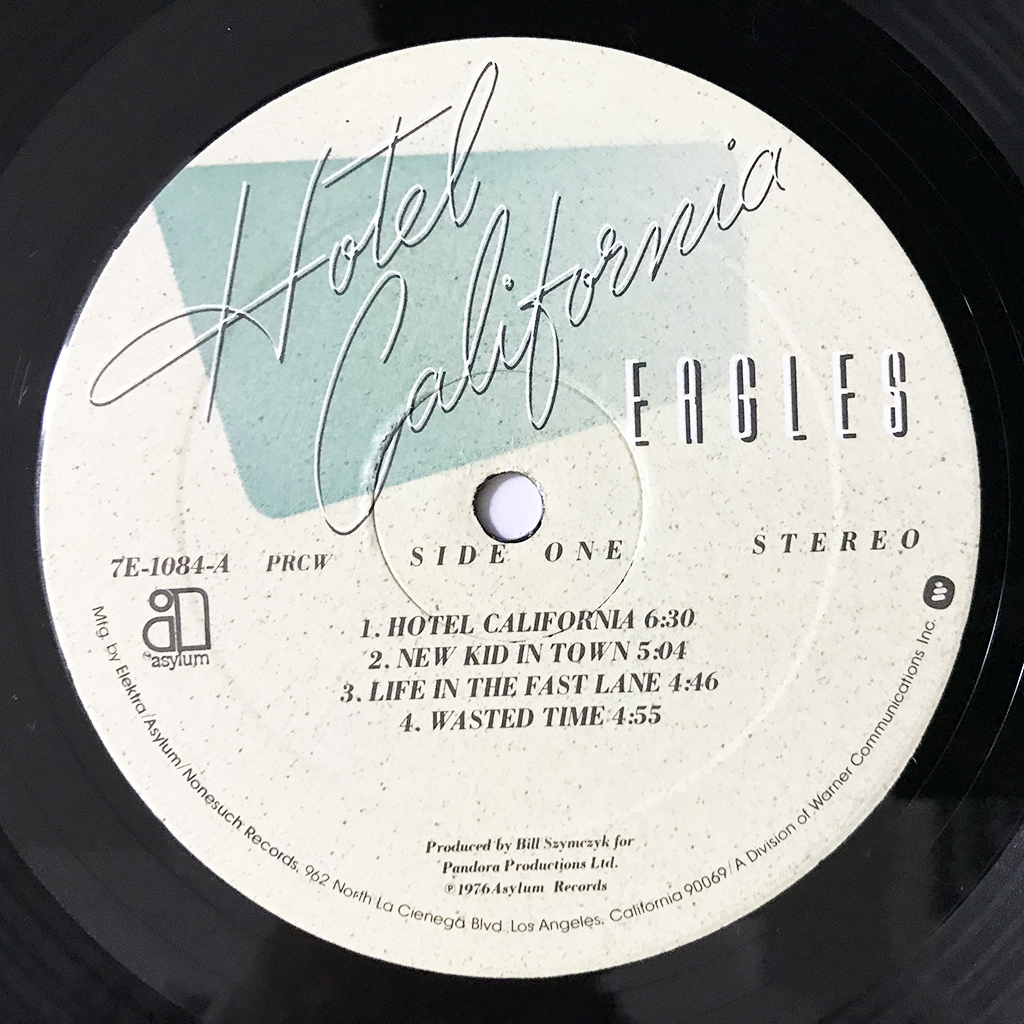 Hotel
California
EAGLES
7E-1084-A PRCW SIDE ONE STEREO
asylum
1. HOTEL CALIFORNIA 6:30
2. NEW KID IN TOWN 5:04
3. LIFE IN THE FAST LANE 4:46
4. WASTED TIME 4:55
Produced by Bill Szymczyk for
Pandora Productions Ltd.
℗ 1976 Asylum Records
Mfg. by Elektra/Asylum/Nonesuch Records, 962 North La Cienega Blvd., Los Angeles, California 90069/A Division of Warner Communications Inc.